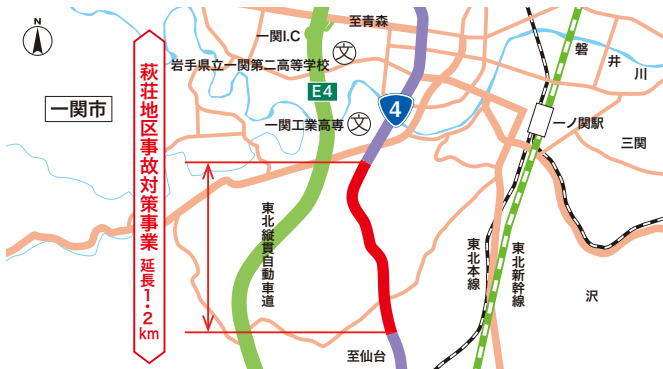 N
至青森
一関I.C
岩手県立一関第二高等学校
文
E4
一関市
一関工業高専
文
4
磐井川
一ノ関駅
三関
萩荘地区事故対策事業 延長1・2km
東北縦貫自動車道
東北本線
東北新幹線
沢
至仙台